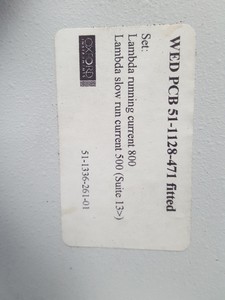 WED PCB 51-1128-471 fitted
Set:
Lambda running current 800
Lambda slow run current 500 (Suite 13>)
OXFORD
51-1336-261-01